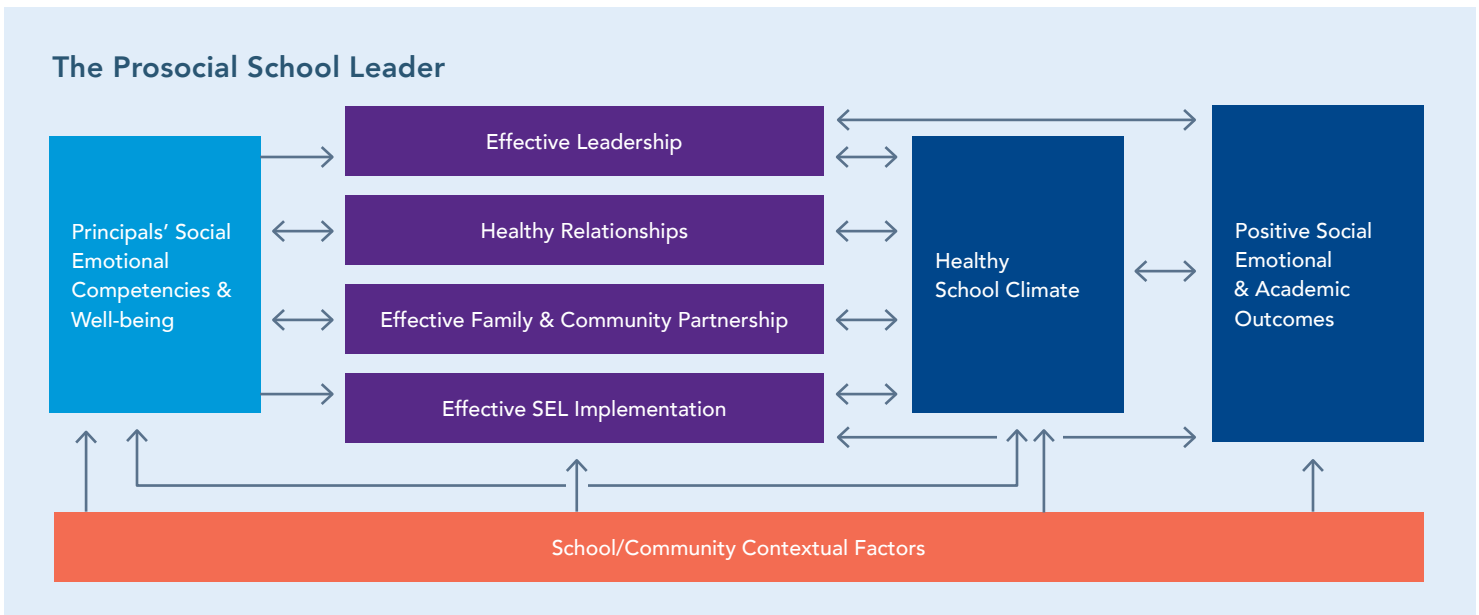 The Prosocial School Leader
Principals’ Social
Emotional
Competencies &
Well-being
Effective Leadership
Healthy Relationships
Effective Family & Community Partnership
Effective SEL Implementation
Healthy
School Climate
Positive Social
Emotional
& Academic
Outcomes
School/Community Contextual Factors